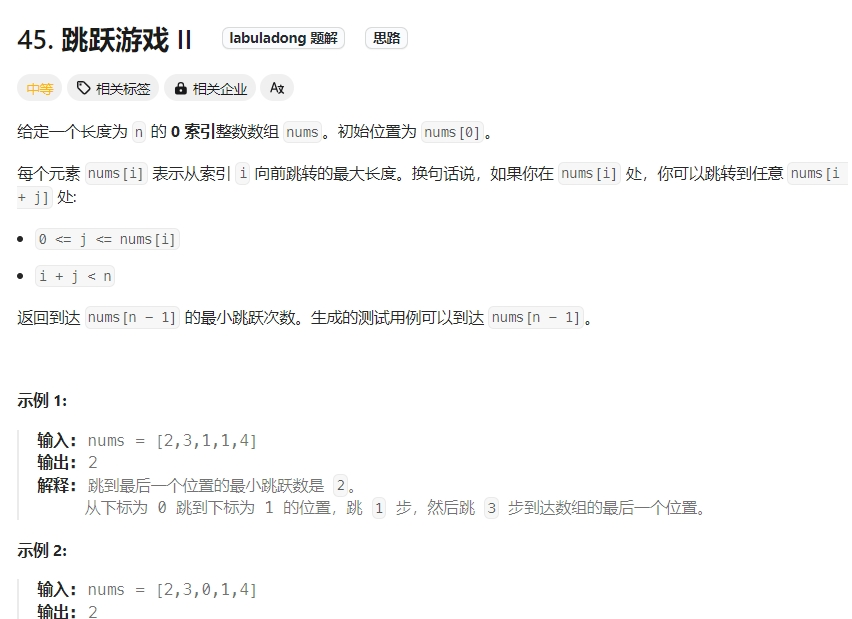 45. 跳跃游戏 II labuladong 题解 思路
中等 相关标签 相关企业 Aあ
给定一个长度为 n 的 0 索引整数数组 nums。初始位置为 nums[0]。
每个元素 nums[i] 表示从索引 i 向前跳转的最大长度。换句话说，如果你在 nums[i] 处，你可以跳转到任意 nums[i
+ j] 处:
• 0 <= j <= nums[i]
• i + j < n
返回到达 nums[n - 1] 的最小跳跃次数。生成的测试用例可以到达 nums[n - 1]。
示例 1:
输入: nums = [2,3,1,1,4]
输出: 2
解释: 跳到最后一个位置的最小跳跃数是 2。
从下标为 0 跳到下标为 1 的位置，跳 1 步，然后跳 3 步到达数组的最后一个位置。
示例 2:
输入: nums = [2,3,0,1,4]
输出: 2